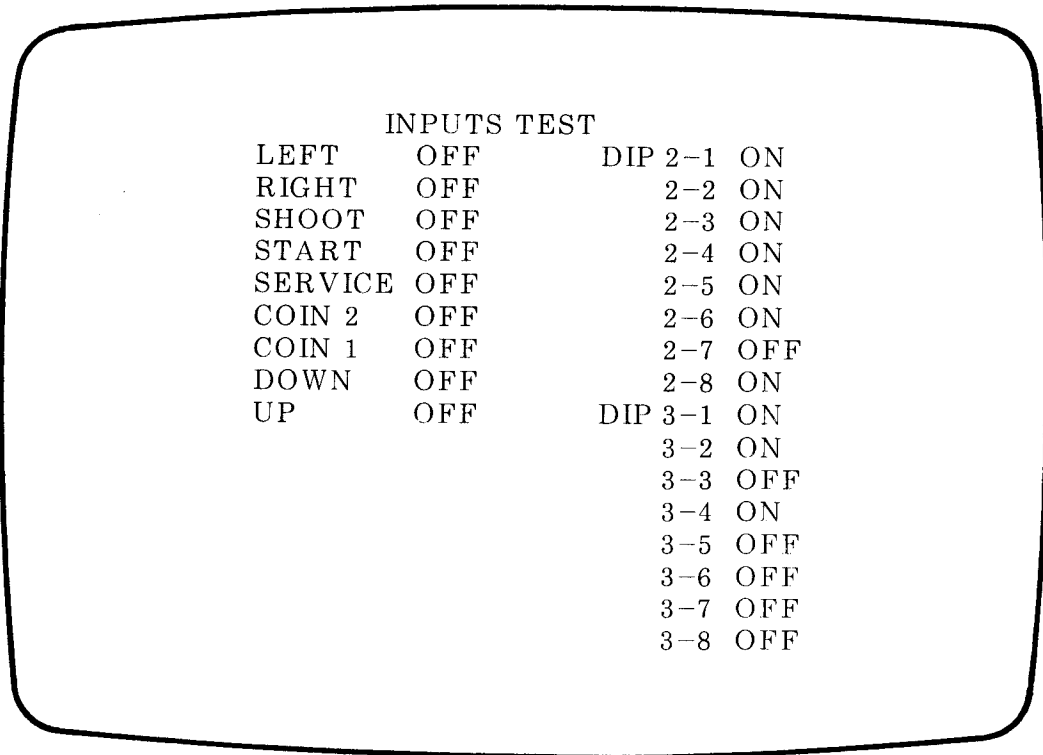 INPUTS TEST
LEFT OFF DIP 2-1 ON
RIGHT OFF 2-2 ON
SHOOT OFF 2-3 ON
START OFF 2-4 ON
SERVICE OFF 2-5 ON
COIN 2 OFF 2-6 ON
COIN 1 OFF 2-7 OFF
DOWN OFF 2-8 ON
UP OFF DIP 3-1 ON
3-2 ON
3-3 OFF
3-4 ON
3-5 OFF
3-6 OFF
3-7 OFF
3-8 OFF